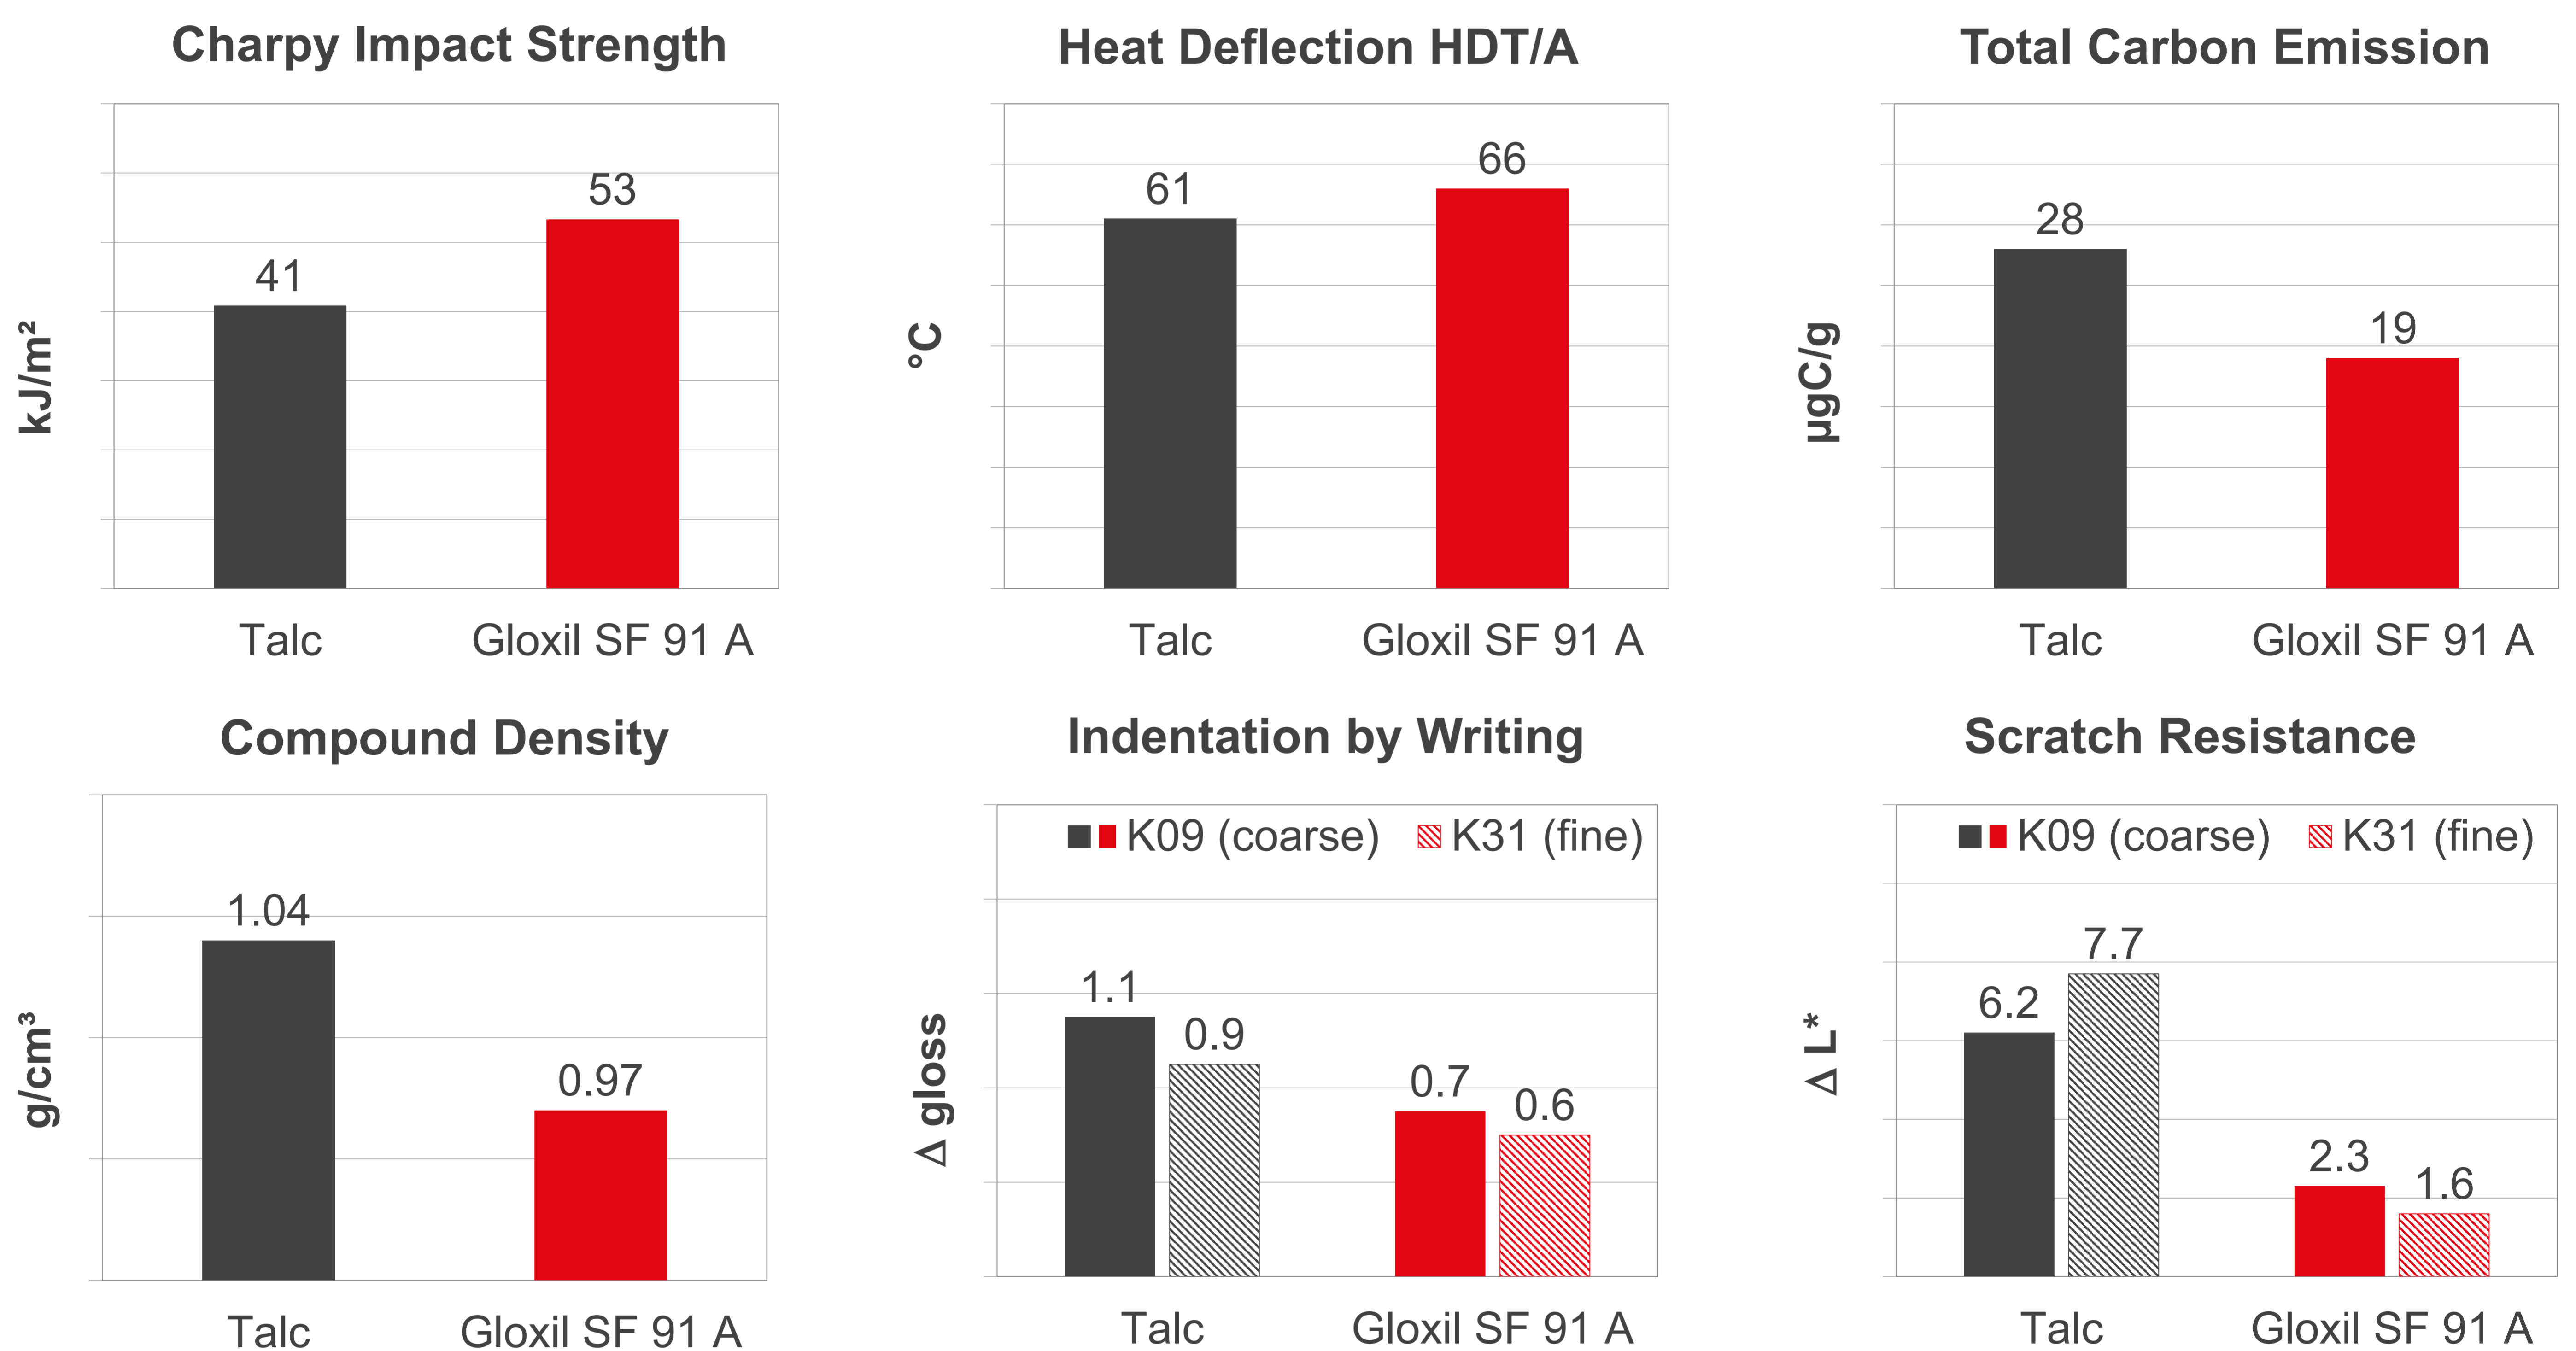 Charpy Impact Strength
kJ/m²
41
53
Talc
Gloxil SF 91 A
Heat Deflection HDT/A
°C
61
66
Talc
Gloxil SF 91 A
Total Carbon Emission
µgC/g
28
19
Talc
Gloxil SF 91 A
Compound Density
g/cm³
1.04
0.97
Talc
Gloxil SF 91 A
Indentation by Writing
K09 (coarse) K31 (fine)
Δ gloss
1.1
0.9
0.7
0.6
Talc
Gloxil SF 91 A
Scratch Resistance
K09 (coarse) K31 (fine)
Δ L*
6.2
7.7
2.3
1.6
Talc
Gloxil SF 91 A